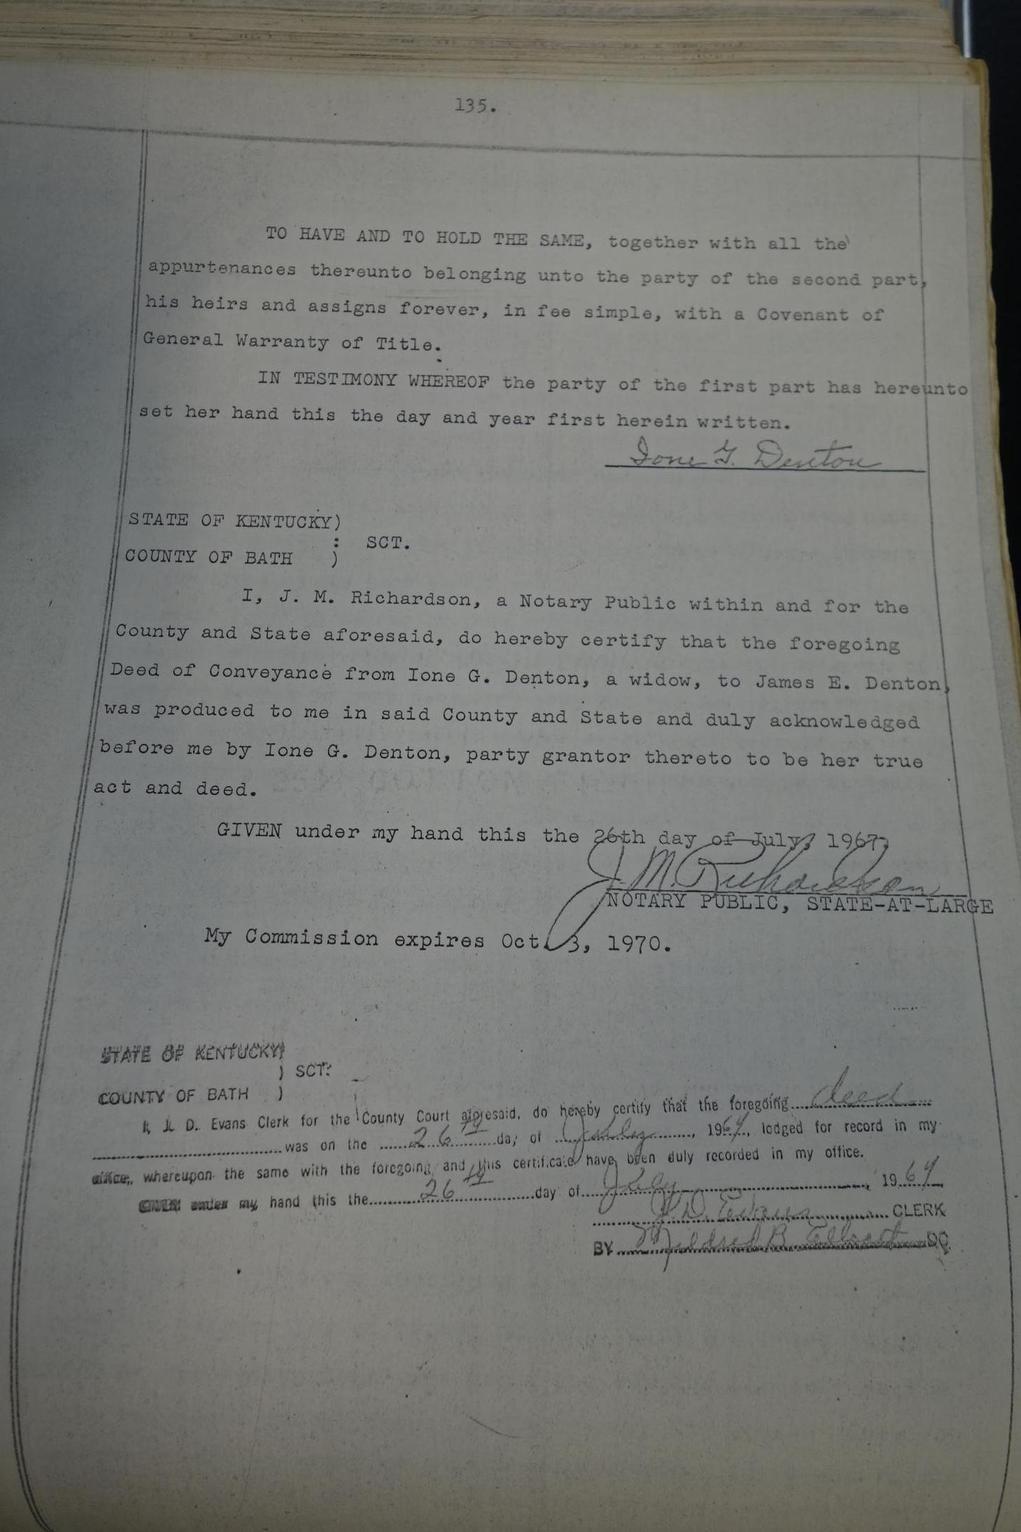 135.
TO HAVE AND TO HOLD THE SAME, together with all the
appurtenances thereunto belonging unto the party of the second part,
his heirs and assigns forever, in fee simple, with a Covenant of
General Warranty of Title.
IN TESTIMONY WHEREOF the party of the first part has hereunto
set her hand this the day and year first herein written.
Ione G. Denton
STATE OF KENTUCKY)
: SCT.
COUNTY OF BATH )
I, J. M. Richardson, a Notary Public within and for the
County and State aforesaid, do hereby certify that the foregoing
Deed of Conveyance from Ione G. Denton, a widow, to James E. Denton,
was produced to me in said County and State and duly acknowledged
before me by Ione G. Denton, party grantor thereto to be her true
act and deed.
GIVEN under my hand this the 26th day of July, 1967.
J. M. Richardson
NOTARY PUBLIC, STATE-AT-LARGE
My Commission expires Oct. 3, 1970.
STATE OF KENTUCKY)
) SCT:
COUNTY OF BATH )
I, J. D. Evans Clerk for the County Court aforesaid, do hereby certify that the foregoing deed
was on the 26th day of July, 1967, lodged for record in my
office, whereupon the same with the foregoing and this certificate have been duly recorded in my office.
Given under my hand this the 26th day of July, 1967
J. D. Evans CLERK
BY Mildred B. DC